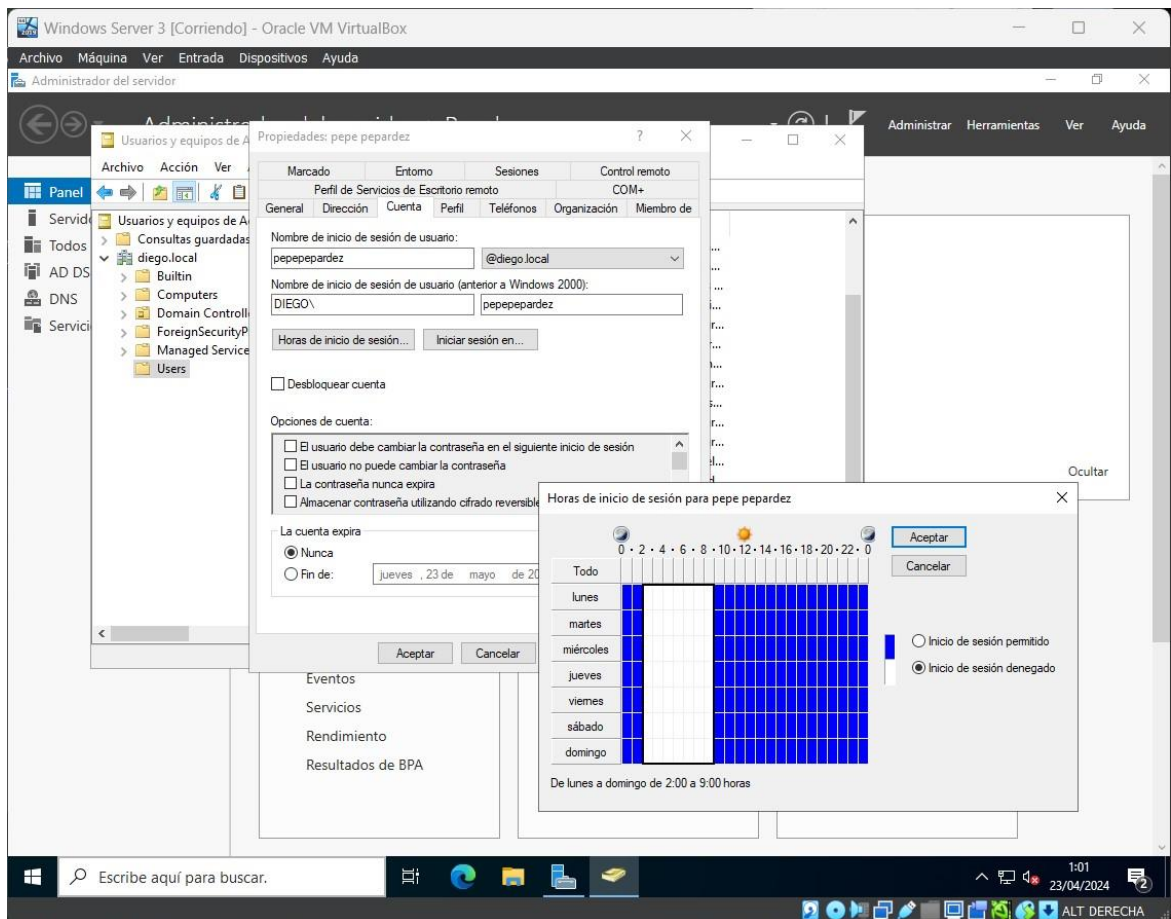 Windows Server 3 [Corriendo] - Oracle VM VirtualBox
Archivo Máquina Ver Entrada Dispositivos Ayuda
Administrador del servidor
Administrar Herramientas Ver Ayuda
Panel
AD DS
DNS
Todos
Usuarios y equipos de A
Archivo Acción Ver
Usuarios y equipos de A
Consultas guardadas
diego.local
Builtin
Computers
Domain Controll
ForeignSecurityP
Managed Service
Users
Propiedades: pepe pepardez
Marcado Entorno Sesiones Control remoto
Perfil de Servicios de Escritorio remoto COM+
General Dirección Cuenta Perfil Teléfonos Organización Miembro de
Nombre de inicio de sesión de usuario:
pepepepardez @diego.local
Nombre de inicio de sesión de usuario (anterior a Windows 2000):
DIEGO\ pepepepardez
Horas de inicio de sesión... Iniciar sesión en...
Desbloquear cuenta
Opciones de cuenta:
El usuario debe cambiar la contraseña en el siguiente inicio de sesión
El usuario no puede cambiar la contraseña
La contraseña nunca expira
Almacenar contraseña utilizando cifrado reversible
La cuenta expira
Nunca
Fin de: jueves , 23 de mayo de 20
Aceptar Cancelar
Ocultar
Horas de inicio de sesión para pepe pepardez
0 · 2 · 4 · 6 · 8 · 10 · 12 · 14 · 16 · 18 · 20 · 22 · 0
Todo
lunes
martes
miércoles
jueves
viernes
sábado
domingo
Aceptar
Cancelar
Inicio de sesión permitido
Inicio de sesión denegado
De lunes a domingo de 2:00 a 9:00 horas
Eventos
Servicios
Rendimiento
Resultados de BPA
Escribe aquí para buscar.
1:01
23/04/2024
2
ALT DERECHA